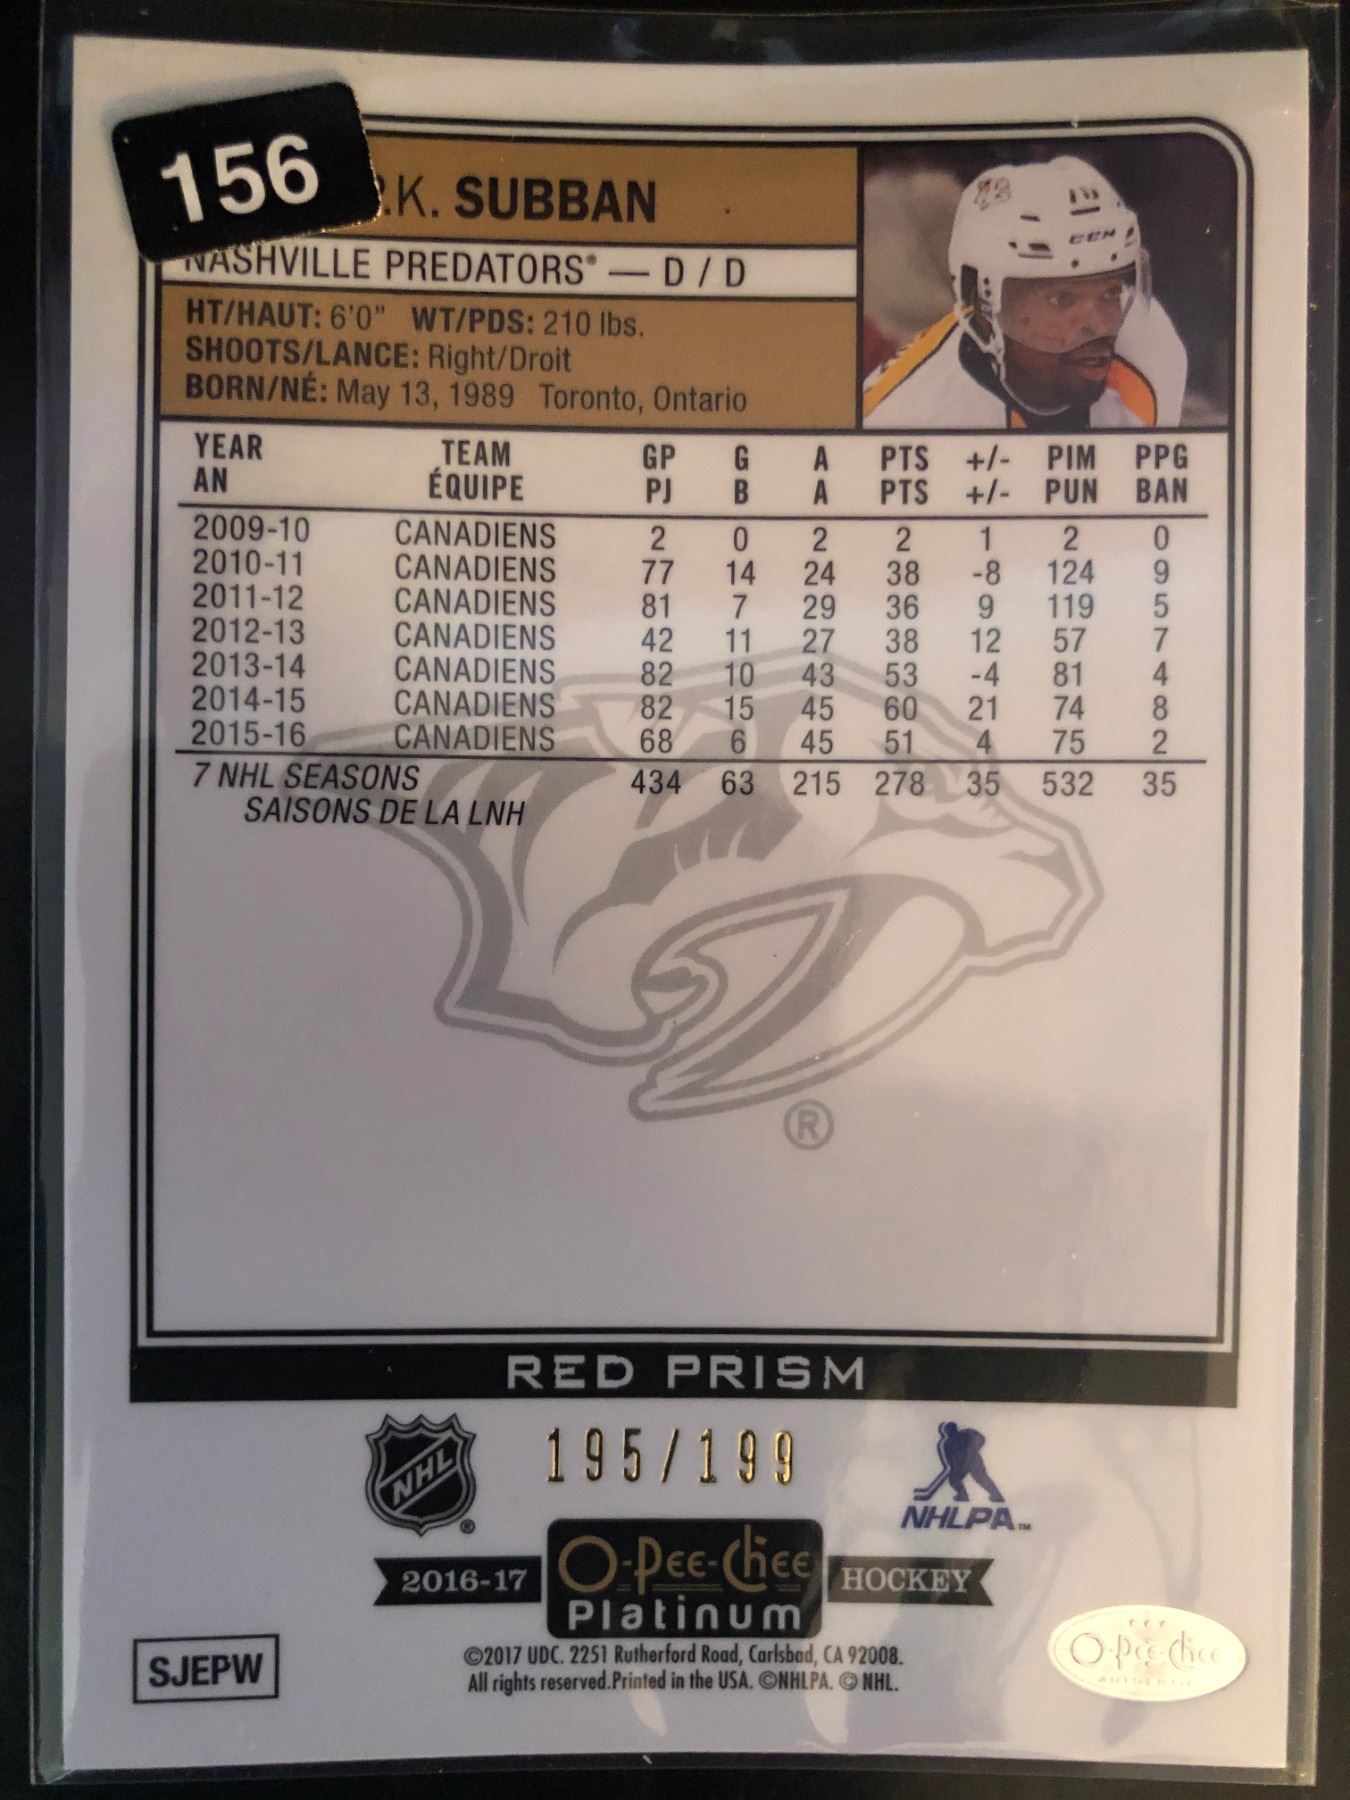 156
.K. SUBBAN
NASHVILLE PREDATORS® — D / D
HT/HAUT: 6'0" WT/PDS: 210 lbs.
SHOOTS/LANCE: Right/Droit
BORN/NÉ: May 13, 1989 Toronto, Ontario
CCM
YEAR TEAM GP G A PTS +/- PIM PPG
AN ÉQUIPE PJ B A PTS +/- PUN BAN
2009-10 CANADIENS 2 0 2 2 1 2 0
2010-11 CANADIENS 77 14 24 38 -8 124 9
2011-12 CANADIENS 81 7 29 36 9 119 5
2012-13 CANADIENS 42 11 27 38 12 57 7
2013-14 CANADIENS 82 10 43 53 -4 81 4
2014-15 CANADIENS 82 15 45 60 21 74 8
2015-16 CANADIENS 68 6 45 51 4 75 2
7 NHL SEASONS 434 63 215 278 35 532 35
SAISONS DE LA LNH
®
RED PRISM
195/199
NHL ®
NHLPA™
2016-17 O-Pee-Chee HOCKEY
Platinum
©2017 UDC. 2251 Rutherford Road, Carlsbad, CA 92008.
All rights reserved.Printed in the USA. ©NHLPA. © NHL.
SJEPW
O-Pee-Chee
AUTHENTIC